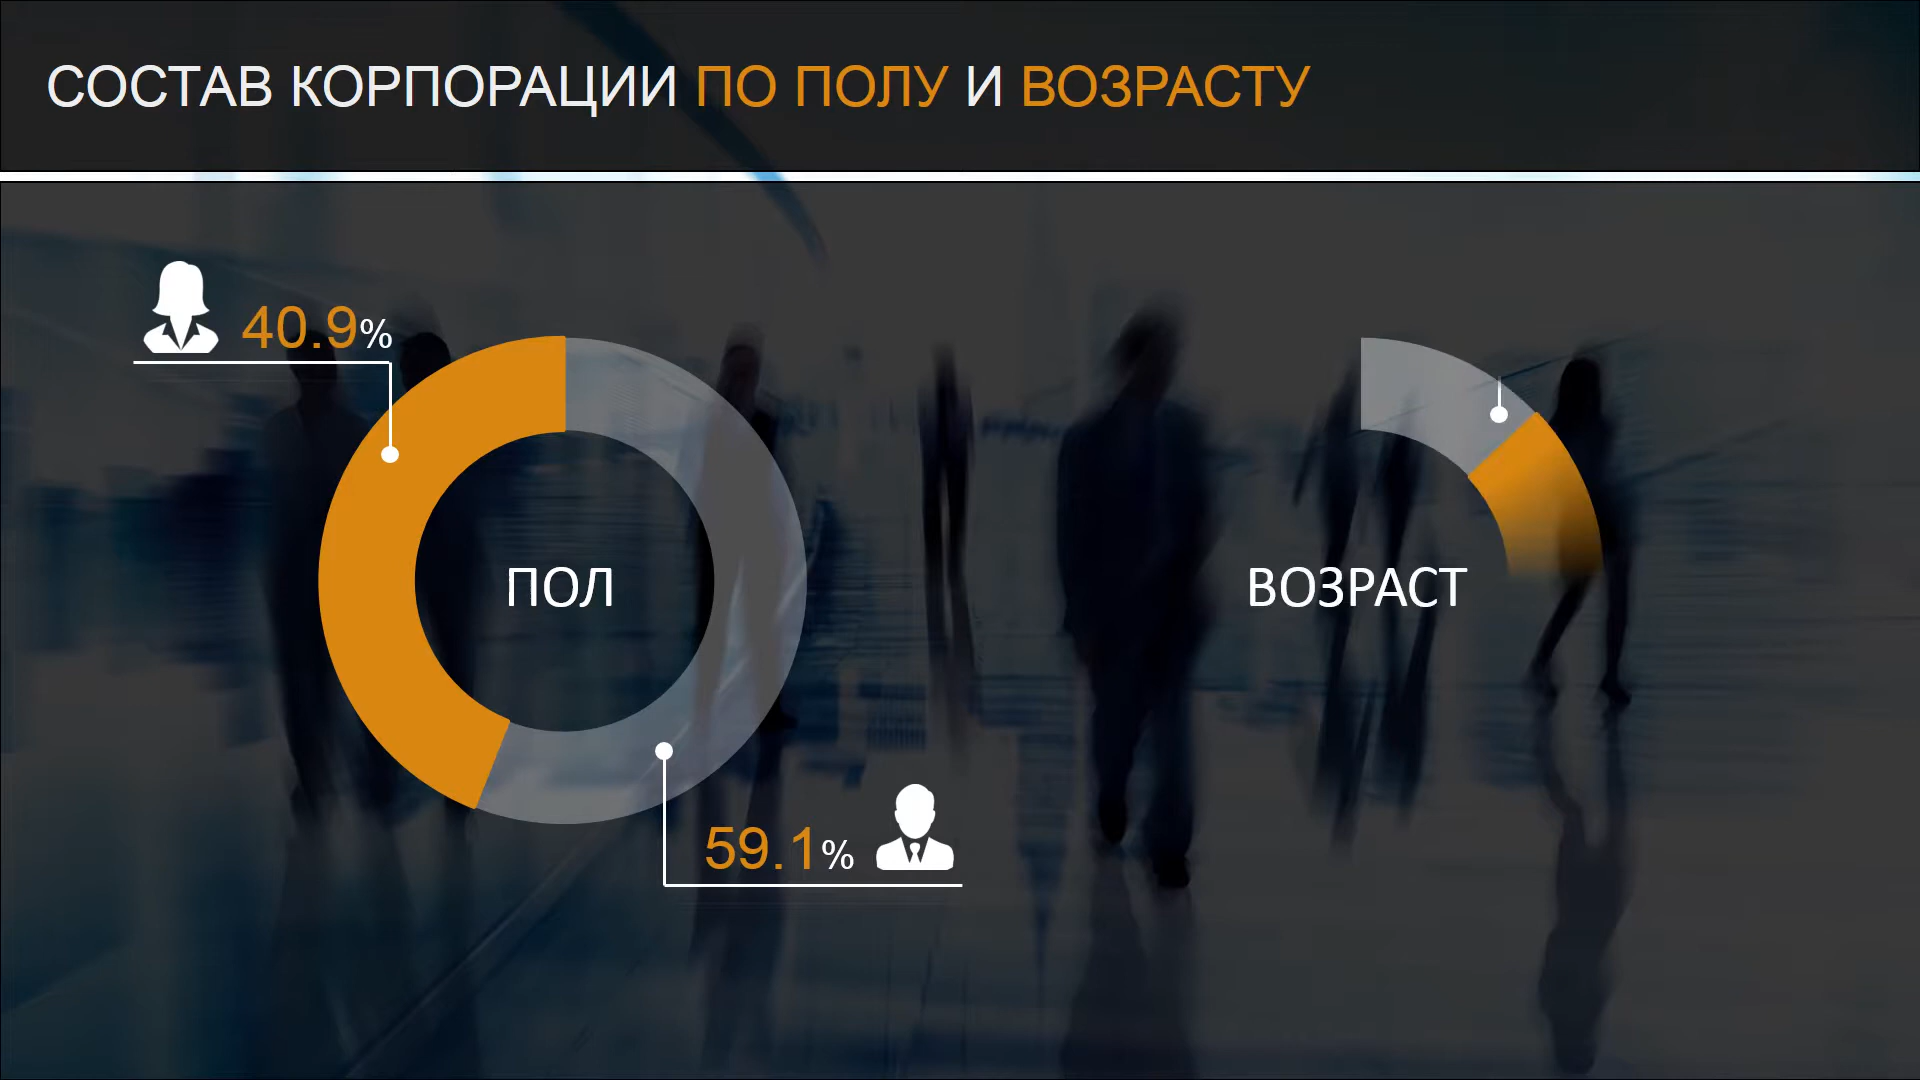 СОСТАВ КОРПОРАЦИИ ПО ПОЛУ И ВОЗРАСТУ
40.9%
ПОЛ
ВОЗРАСТ
59.1%